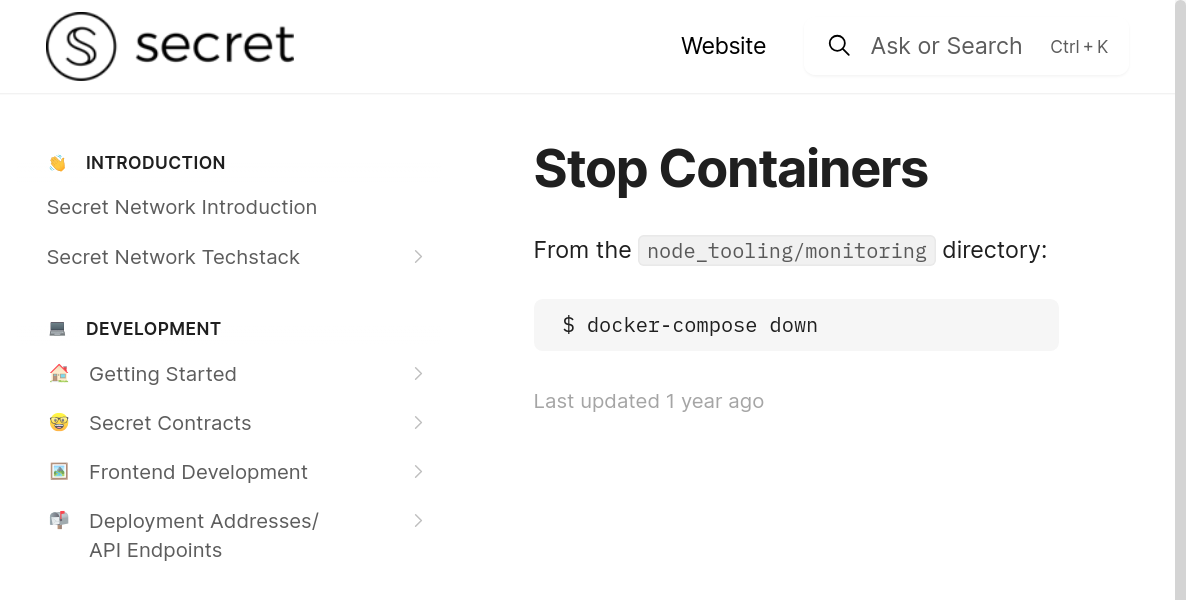 secret
Website
Ask or Search
Ctrl + K
INTRODUCTION
Secret Network Introduction
Secret Network Techstack
DEVELOPMENT
Getting Started
Secret Contracts
Frontend Development
Deployment Addresses/
API Endpoints
Stop Containers
From the node_tooling/monitoring directory:
$ docker-compose down
Last updated 1 year ago